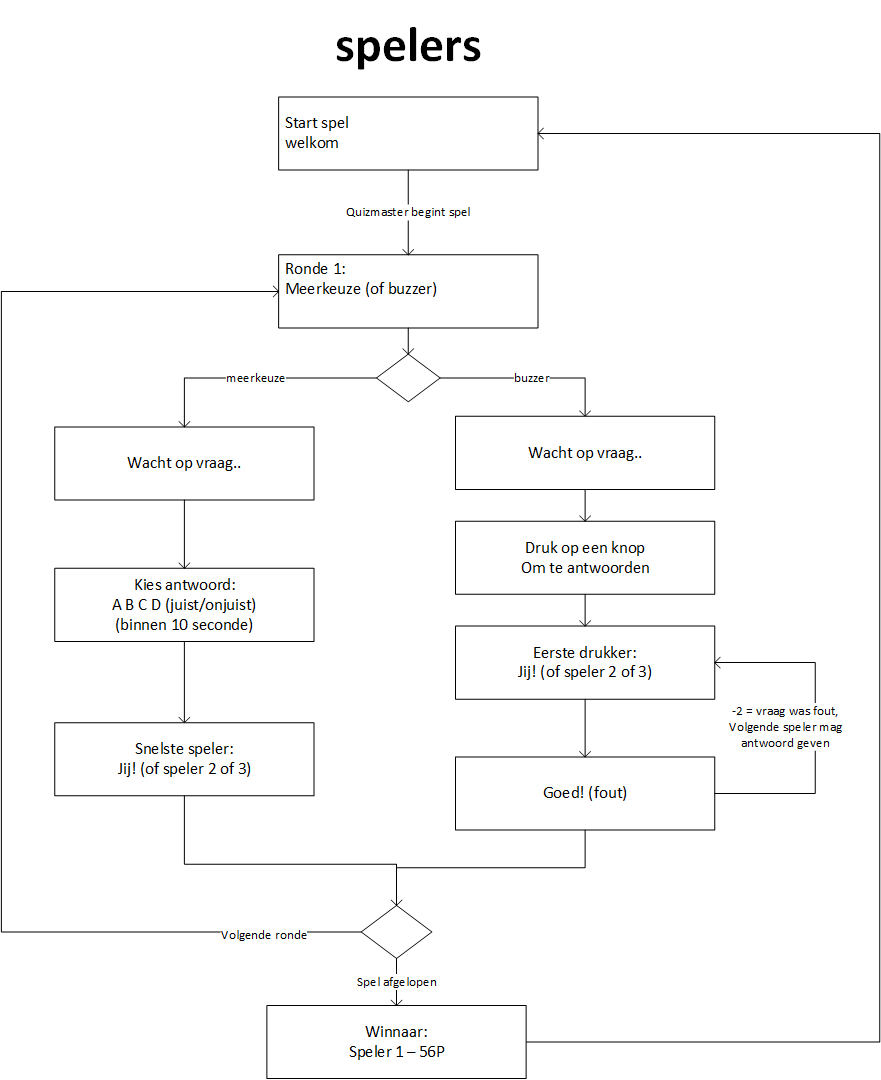 spelers
Start spel
welkom
Quizmaster begint spel
Ronde 1:
Meerkeuze (of buzzer)
meerkeuze
buzzer
Wacht op vraag..
Wacht op vraag..
Druk op een knop
Om te antwoorden
Kies antwoord:
A B C D (juist/onjuist)
(binnen 10 seconde)
Eerste drukker:
Jij! (of speler 2 of 3)
-2 = vraag was fout,
Volgende speler mag
antwoord geven
Snelste speler:
Jij! (of speler 2 of 3)
Goed! (fout)
Volgende ronde
Spel afgelopen
Winnaar:
Speler 1 – 56P